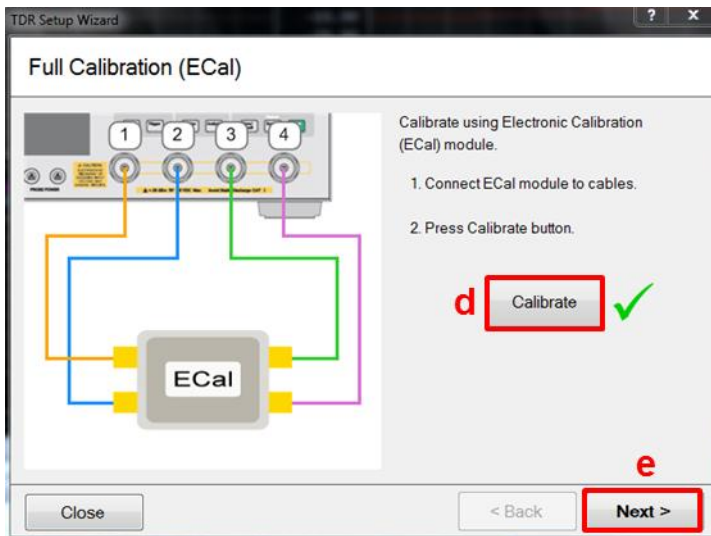 TDR Setup Wizard
? x
Full Calibration (ECal)
1 2 3 4
Calibrate using Electronic Calibration
(ECal) module.
1. Connect ECal module to cables.
2. Press Calibrate button.
d Calibrate
ECal
e
Close < Back Next >